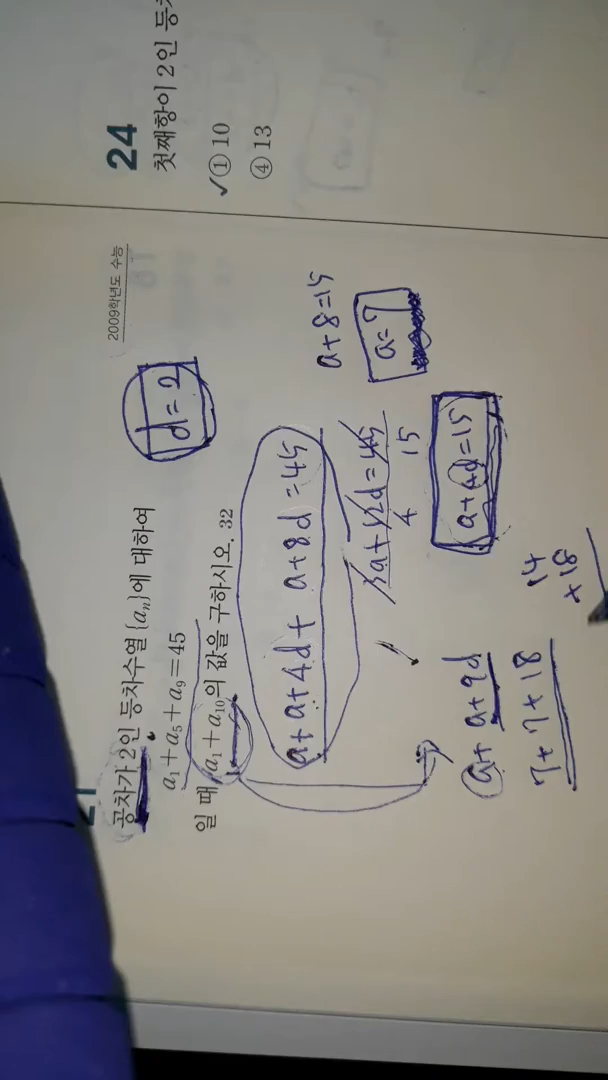 24
첫째항이 2인 등
✓① 10
④ 13
2009학년도 수능
공차가 2인 등차수열 {aₙ}에 대하여
a₁+a₅+a₉=45
일 때, a₁+a₁₀의 값을 구하시오. 32
d=2
a+a+4d+a+8d=45
3a+12d=45
4 15
a+4d=15
a+8=15
a=7
a+a+9d
7+7+18
14
+18